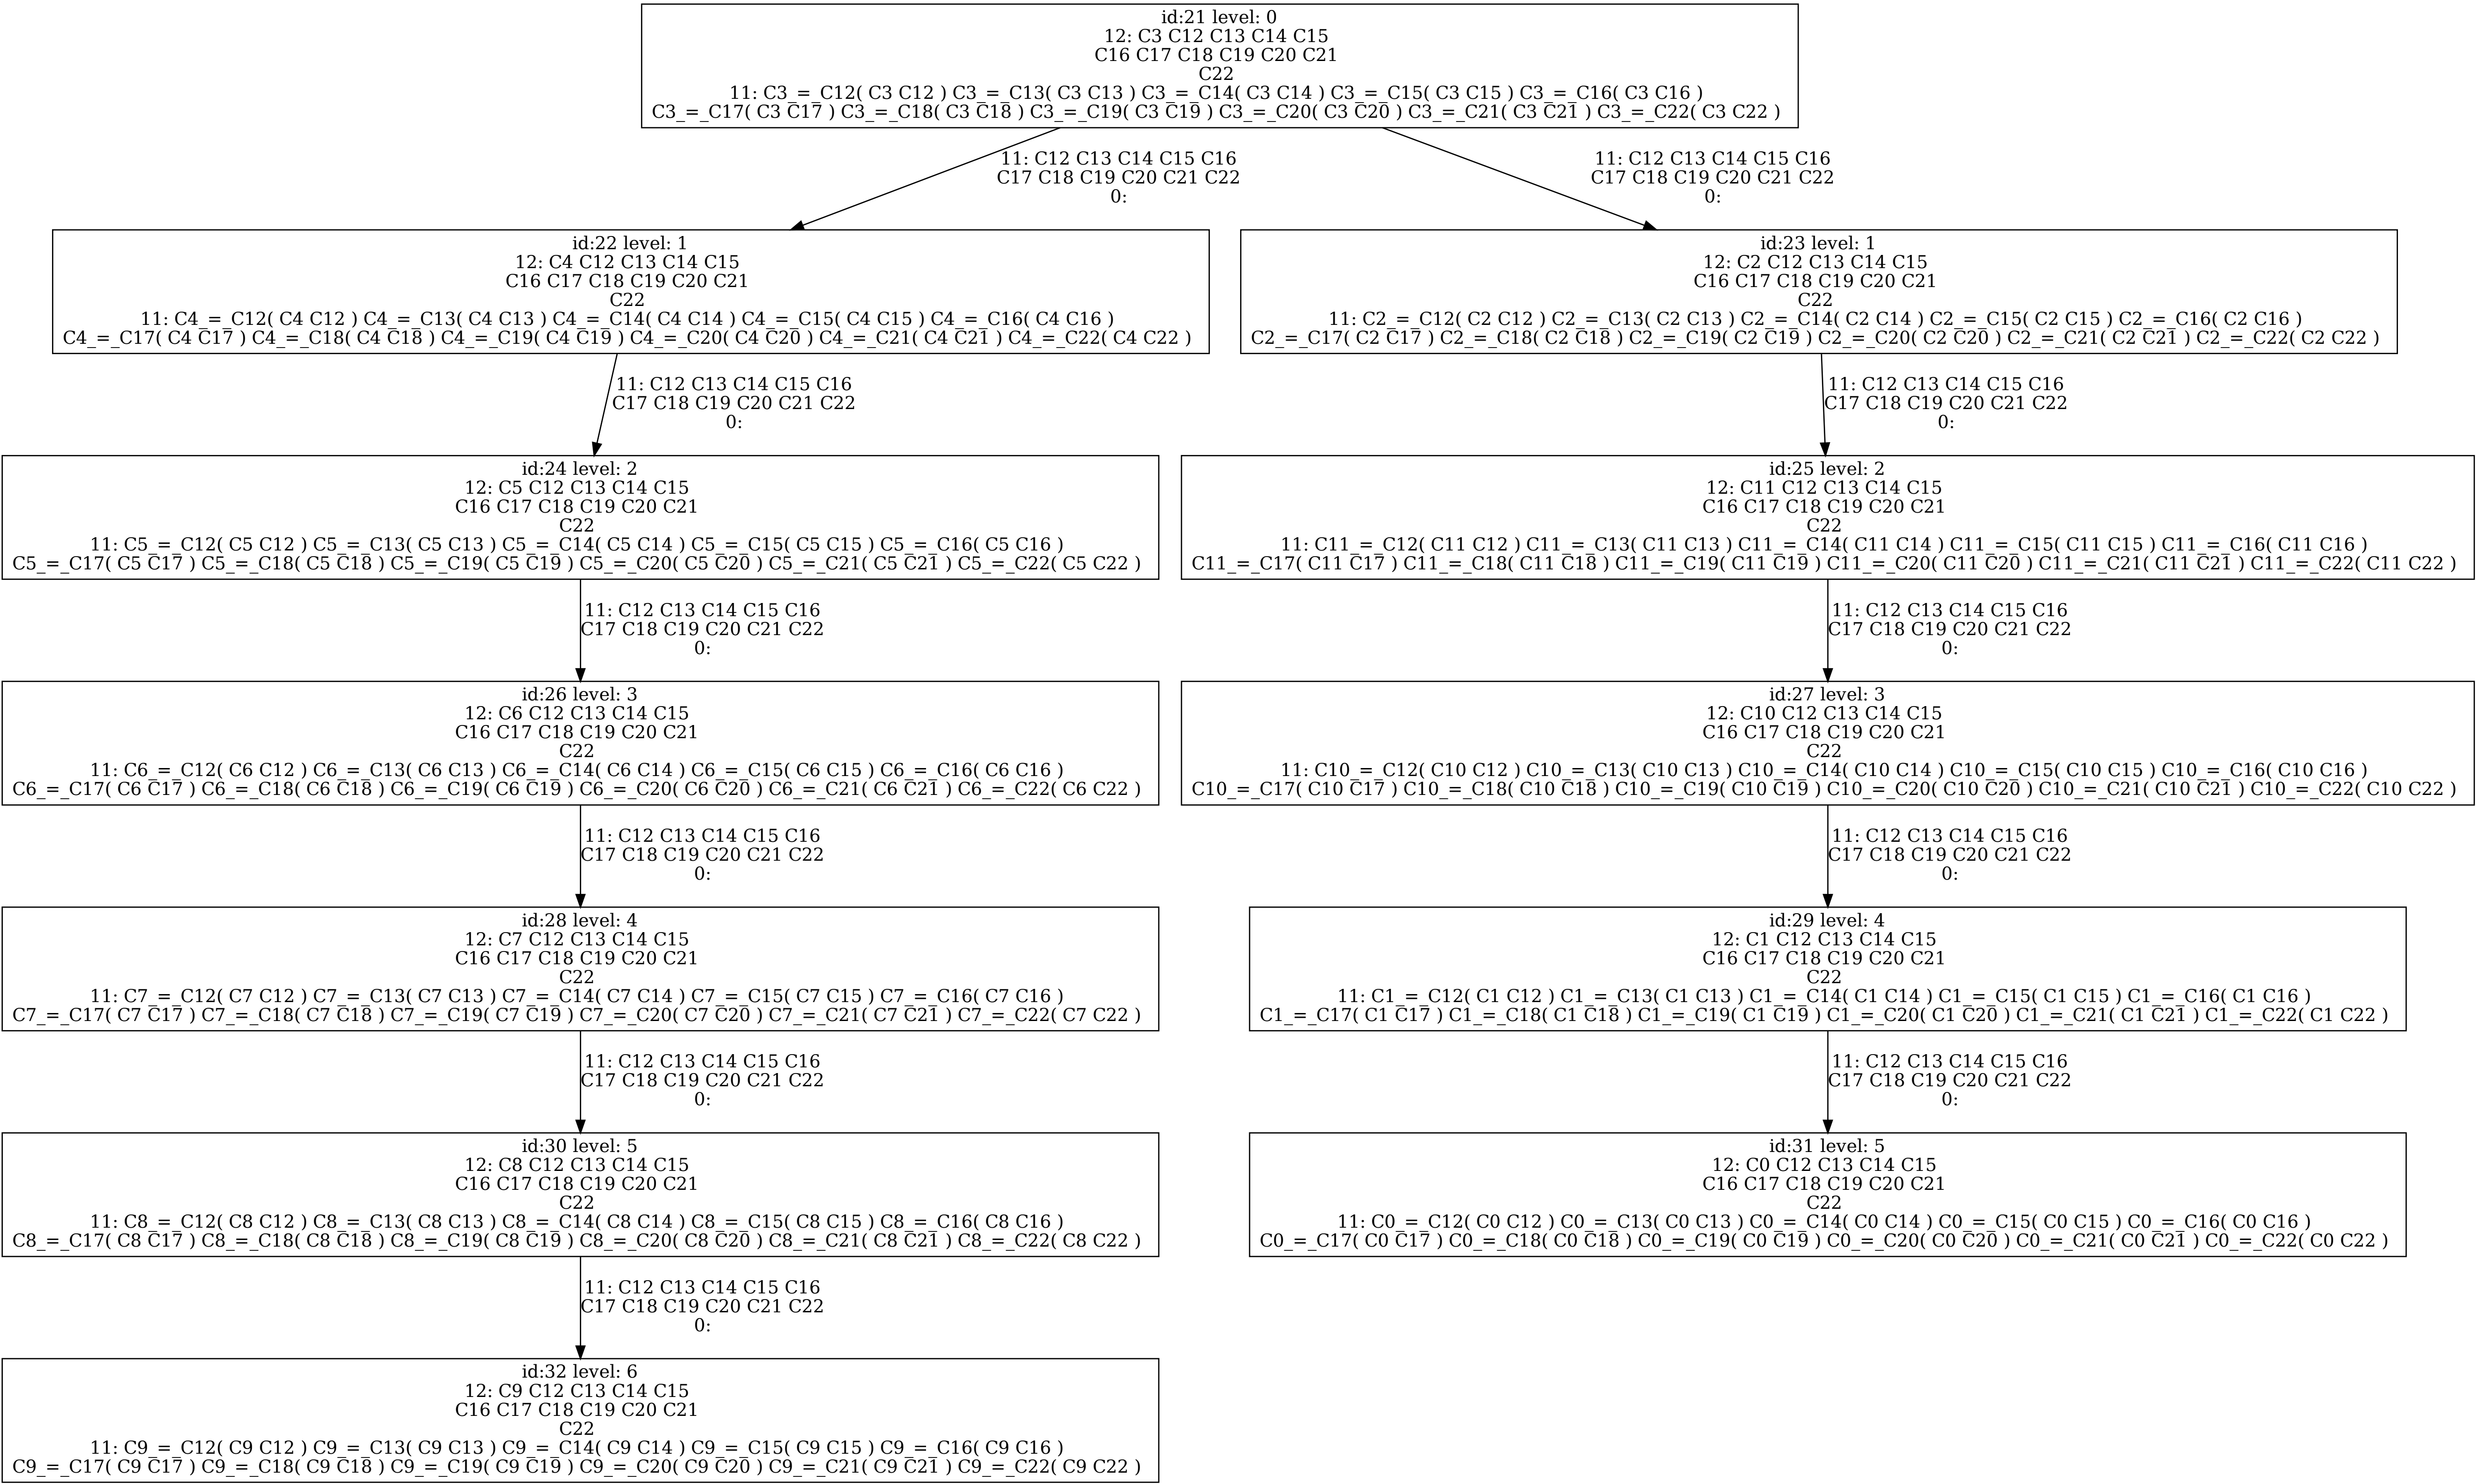 id:21 level: 0
12: C3 C12 C13 C14 C15
C16 C17 C18 C19 C20 C21
C22
11: C3_=_C12( C3 C12 ) C3_=_C13( C3 C13 ) C3_=_C14( C3 C14 ) C3_=_C15( C3 C15 ) C3_=_C16( C3 C16 )
C3_=_C17( C3 C17 ) C3_=_C18( C3 C18 ) C3_=_C19( C3 C19 ) C3_=_C20( C3 C20 ) C3_=_C21( C3 C21 ) C3_=_C22( C3 C22 )
11: C12 C13 C14 C15 C16
C17 C18 C19 C20 C21 C22
0:
11: C12 C13 C14 C15 C16
C17 C18 C19 C20 C21 C22
0:
id:22 level: 1
12: C4 C12 C13 C14 C15
C16 C17 C18 C19 C20 C21
C22
11: C4_=_C12( C4 C12 ) C4_=_C13( C4 C13 ) C4_=_C14( C4 C14 ) C4_=_C15( C4 C15 ) C4_=_C16( C4 C16 )
C4_=_C17( C4 C17 ) C4_=_C18( C4 C18 ) C4_=_C19( C4 C19 ) C4_=_C20( C4 C20 ) C4_=_C21( C4 C21 ) C4_=_C22( C4 C22 )
id:23 level: 1
12: C2 C12 C13 C14 C15
C16 C17 C18 C19 C20 C21
C22
11: C2_=_C12( C2 C12 ) C2_=_C13( C2 C13 ) C2_=_C14( C2 C14 ) C2_=_C15( C2 C15 ) C2_=_C16( C2 C16 )
C2_=_C17( C2 C17 ) C2_=_C18( C2 C18 ) C2_=_C19( C2 C19 ) C2_=_C20( C2 C20 ) C2_=_C21( C2 C21 ) C2_=_C22( C2 C22 )
11: C12 C13 C14 C15 C16
C17 C18 C19 C20 C21 C22
0:
11: C12 C13 C14 C15 C16
C17 C18 C19 C20 C21 C22
0:
id:24 level: 2
12: C5 C12 C13 C14 C15
C16 C17 C18 C19 C20 C21
C22
11: C5_=_C12( C5 C12 ) C5_=_C13( C5 C13 ) C5_=_C14( C5 C14 ) C5_=_C15( C5 C15 ) C5_=_C16( C5 C16 )
C5_=_C17( C5 C17 ) C5_=_C18( C5 C18 ) C5_=_C19( C5 C19 ) C5_=_C20( C5 C20 ) C5_=_C21( C5 C21 ) C5_=_C22( C5 C22 )
id:25 level: 2
12: C11 C12 C13 C14 C15
C16 C17 C18 C19 C20 C21
C22
11: C11_=_C12( C11 C12 ) C11_=_C13( C11 C13 ) C11_=_C14( C11 C14 ) C11_=_C15( C11 C15 ) C11_=_C16( C11 C16 )
C11_=_C17( C11 C17 ) C11_=_C18( C11 C18 ) C11_=_C19( C11 C19 ) C11_=_C20( C11 C20 ) C11_=_C21( C11 C21 ) C11_=_C22( C11 C22 )
11: C12 C13 C14 C15 C16
C17 C18 C19 C20 C21 C22
0:
11: C12 C13 C14 C15 C16
C17 C18 C19 C20 C21 C22
0:
id:26 level: 3
12: C6 C12 C13 C14 C15
C16 C17 C18 C19 C20 C21
C22
11: C6_=_C12( C6 C12 ) C6_=_C13( C6 C13 ) C6_=_C14( C6 C14 ) C6_=_C15( C6 C15 ) C6_=_C16( C6 C16 )
C6_=_C17( C6 C17 ) C6_=_C18( C6 C18 ) C6_=_C19( C6 C19 ) C6_=_C20( C6 C20 ) C6_=_C21( C6 C21 ) C6_=_C22( C6 C22 )
id:27 level: 3
12: C10 C12 C13 C14 C15
C16 C17 C18 C19 C20 C21
C22
11: C10_=_C12( C10 C12 ) C10_=_C13( C10 C13 ) C10_=_C14( C10 C14 ) C10_=_C15( C10 C15 ) C10_=_C16( C10 C16 )
C10_=_C17( C10 C17 ) C10_=_C18( C10 C18 ) C10_=_C19( C10 C19 ) C10_=_C20( C10 C20 ) C10_=_C21( C10 C21 ) C10_=_C22( C10 C22 )
11: C12 C13 C14 C15 C16
C17 C18 C19 C20 C21 C22
0:
11: C12 C13 C14 C15 C16
C17 C18 C19 C20 C21 C22
0:
id:28 level: 4
12: C7 C12 C13 C14 C15
C16 C17 C18 C19 C20 C21
C22
11: C7_=_C12( C7 C12 ) C7_=_C13( C7 C13 ) C7_=_C14( C7 C14 ) C7_=_C15( C7 C15 ) C7_=_C16( C7 C16 )
C7_=_C17( C7 C17 ) C7_=_C18( C7 C18 ) C7_=_C19( C7 C19 ) C7_=_C20( C7 C20 ) C7_=_C21( C7 C21 ) C7_=_C22( C7 C22 )
id:29 level: 4
12: C1 C12 C13 C14 C15
C16 C17 C18 C19 C20 C21
C22
11: C1_=_C12( C1 C12 ) C1_=_C13( C1 C13 ) C1_=_C14( C1 C14 ) C1_=_C15( C1 C15 ) C1_=_C16( C1 C16 )
C1_=_C17( C1 C17 ) C1_=_C18( C1 C18 ) C1_=_C19( C1 C19 ) C1_=_C20( C1 C20 ) C1_=_C21( C1 C21 ) C1_=_C22( C1 C22 )
11: C12 C13 C14 C15 C16
C17 C18 C19 C20 C21 C22
0:
11: C12 C13 C14 C15 C16
C17 C18 C19 C20 C21 C22
0:
id:30 level: 5
12: C8 C12 C13 C14 C15
C16 C17 C18 C19 C20 C21
C22
11: C8_=_C12( C8 C12 ) C8_=_C13( C8 C13 ) C8_=_C14( C8 C14 ) C8_=_C15( C8 C15 ) C8_=_C16( C8 C16 )
C8_=_C17( C8 C17 ) C8_=_C18( C8 C18 ) C8_=_C19( C8 C19 ) C8_=_C20( C8 C20 ) C8_=_C21( C8 C21 ) C8_=_C22( C8 C22 )
id:31 level: 5
12: C0 C12 C13 C14 C15
C16 C17 C18 C19 C20 C21
C22
11: C0_=_C12( C0 C12 ) C0_=_C13( C0 C13 ) C0_=_C14( C0 C14 ) C0_=_C15( C0 C15 ) C0_=_C16( C0 C16 )
C0_=_C17( C0 C17 ) C0_=_C18( C0 C18 ) C0_=_C19( C0 C19 ) C0_=_C20( C0 C20 ) C0_=_C21( C0 C21 ) C0_=_C22( C0 C22 )
11: C12 C13 C14 C15 C16
C17 C18 C19 C20 C21 C22
0:
id:32 level: 6
12: C9 C12 C13 C14 C15
C16 C17 C18 C19 C20 C21
C22
11: C9_=_C12( C9 C12 ) C9_=_C13( C9 C13 ) C9_=_C14( C9 C14 ) C9_=_C15( C9 C15 ) C9_=_C16( C9 C16 )
C9_=_C17( C9 C17 ) C9_=_C18( C9 C18 ) C9_=_C19( C9 C19 ) C9_=_C20( C9 C20 ) C9_=_C21( C9 C21 ) C9_=_C22( C9 C22 )